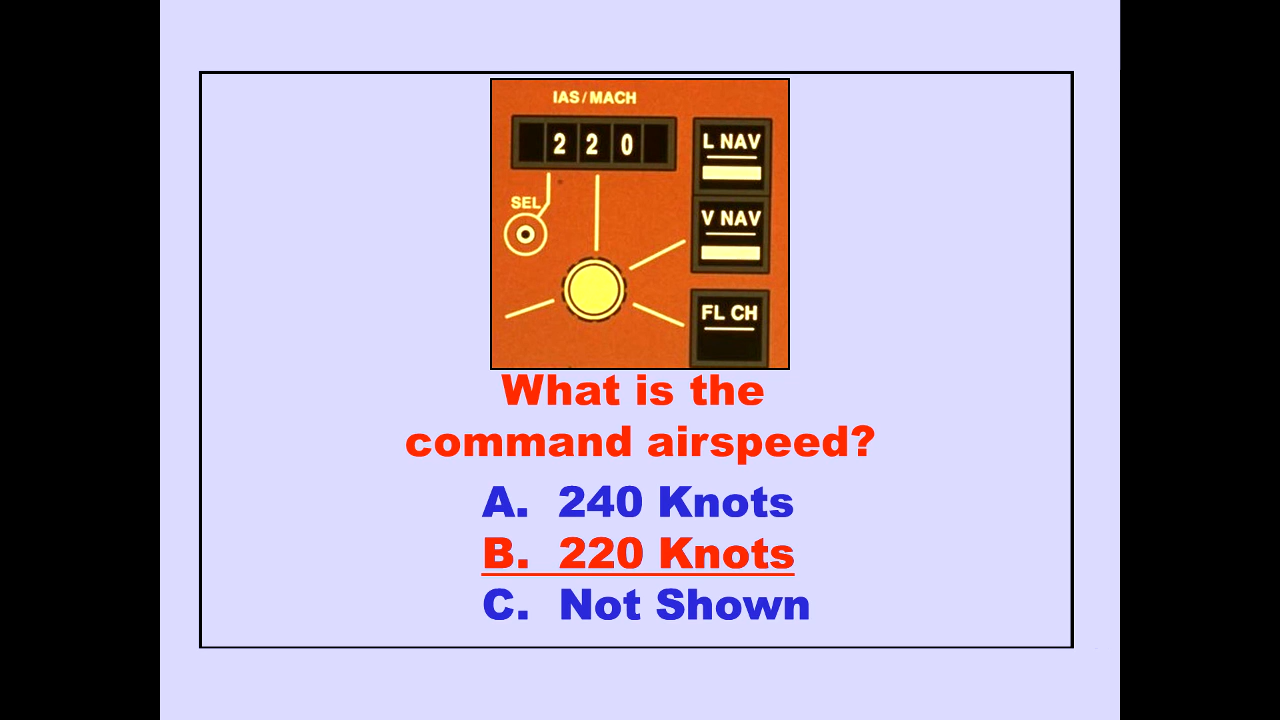 IAS/MACH
220
L NAV
SEL
V NAV
FL CH
What is the
command airspeed?
A. 240 Knots
B. 220 Knots
C. Not Shown